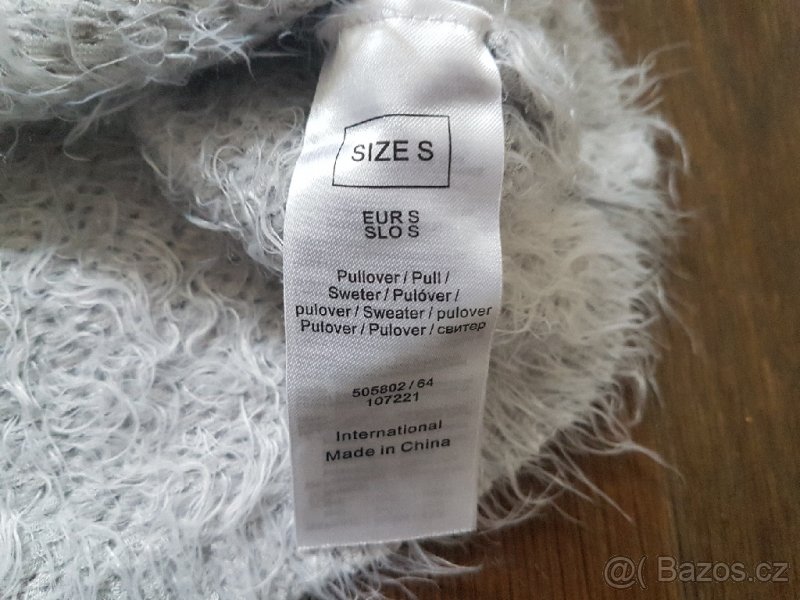 SIZE S
EUR S
SLO S
Pullover / Pull /
Sweter / Pulóver /
pulover / Sweater / pulover
Pulover / Pulover / свитер
505802 / 64
107221
International
Made in China
@( Bazos.cz